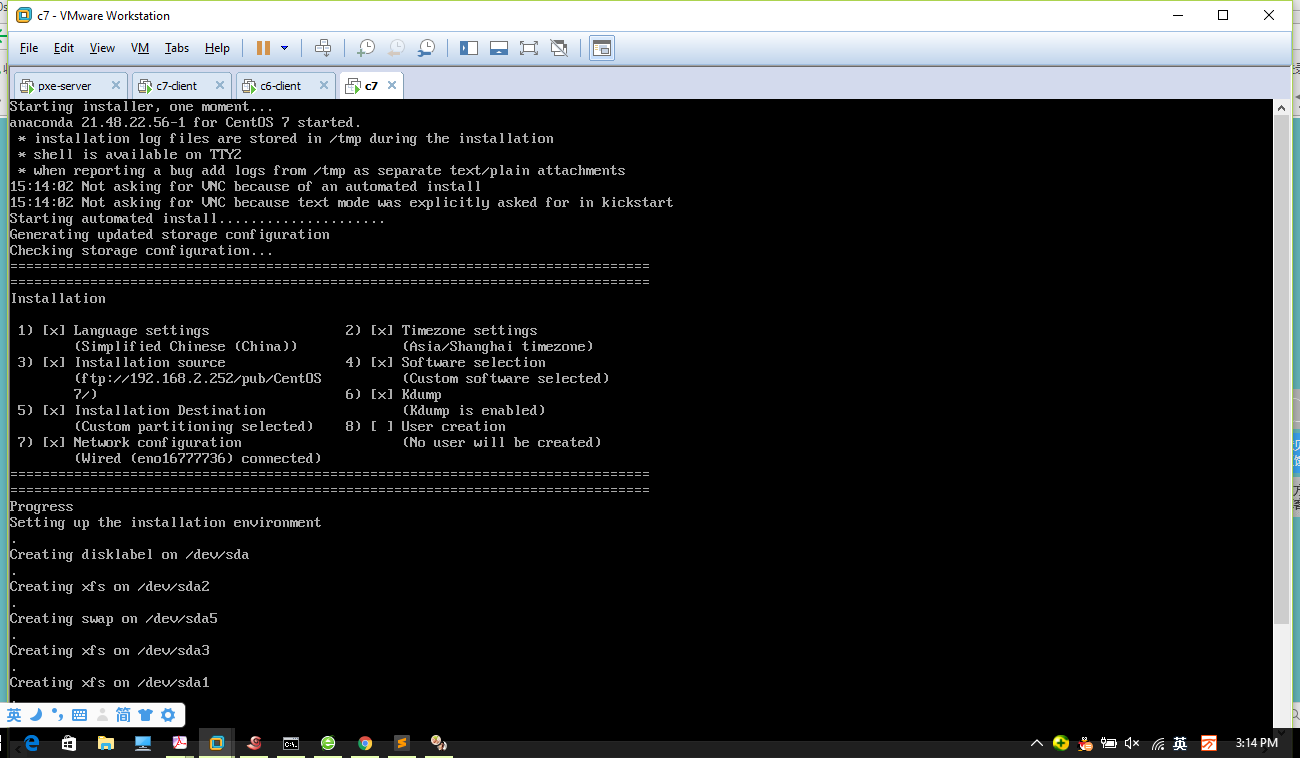 c7 - VMware Workstation
File Edit View VM Tabs Help
pxe-server c7-client c6-client c7
Starting installer, one moment...
anaconda 21.48.22.56-1 for CentOS 7 started.
* installation log files are stored in /tmp during the installation
* shell is available on TTY2
* when reporting a bug add logs from /tmp as separate text/plain attachments
15:14:02 Not asking for VNC because of an automated install
15:14:02 Not asking for VNC because text mode was explicitly asked for in kickstart
Starting automated install.....................
Generating updated storage configuration
Checking storage configuration...
================================================================================
================================================================================
Installation
1) [x] Language settings 2) [x] Timezone settings
(Simplified Chinese (China)) (Asia/Shanghai timezone)
3) [x] Installation source 4) [x] Software selection
(ftp://192.168.2.252/pub/CentOS (Custom software selected)
7/) 6) [x] Kdump
5) [x] Installation Destination (Kdump is enabled)
(Custom partitioning selected) 8) [ ] User creation
7) [x] Network configuration (No user will be created)
(Wired (eno16777736) connected)
================================================================================
================================================================================
Progress
Setting up the installation environment
.
Creating disklabel on /dev/sda
.
Creating xfs on /dev/sda2
.
Creating swap on /dev/sda5
.
Creating xfs on /dev/sda3
.
Creating xfs on /dev/sda1
.
英 简
英 3:14 PM